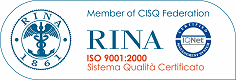 Member of CISQ Federation
RINA
1861
RINA
ISO 9001:2000
Sistema Qualità Certificato
IQNet